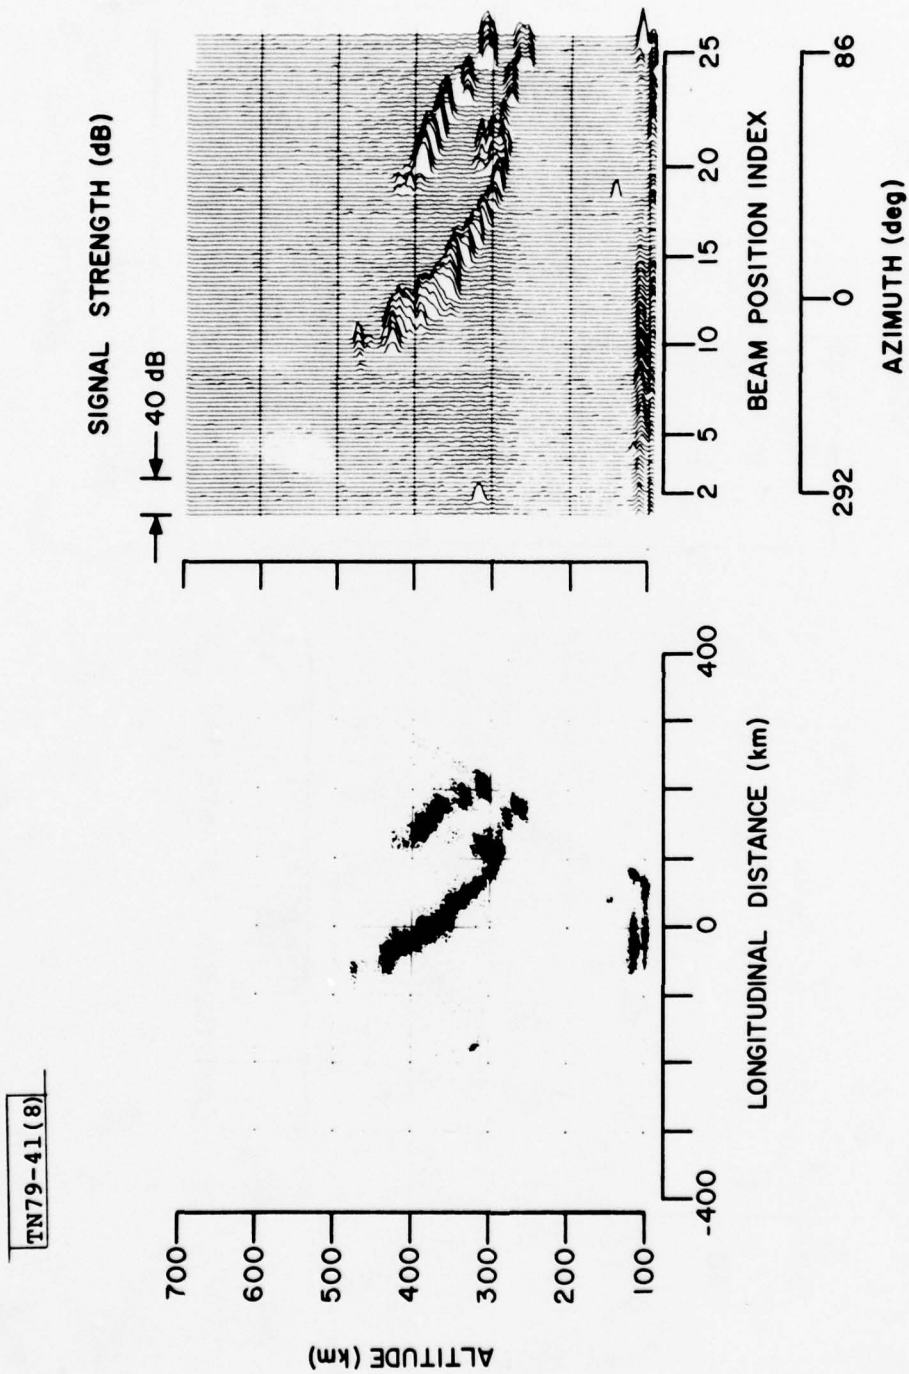 TN79-41 (8)
ALTITUDE (km)
700
600
500
400
300
200
100
-400
0
400
LONGITUDINAL DISTANCE (km)
SIGNAL STRENGTH (dB)
40 dB
2
5
10
15
20
25
BEAM POSITION INDEX
292
0
86
AZIMUTH (deg)